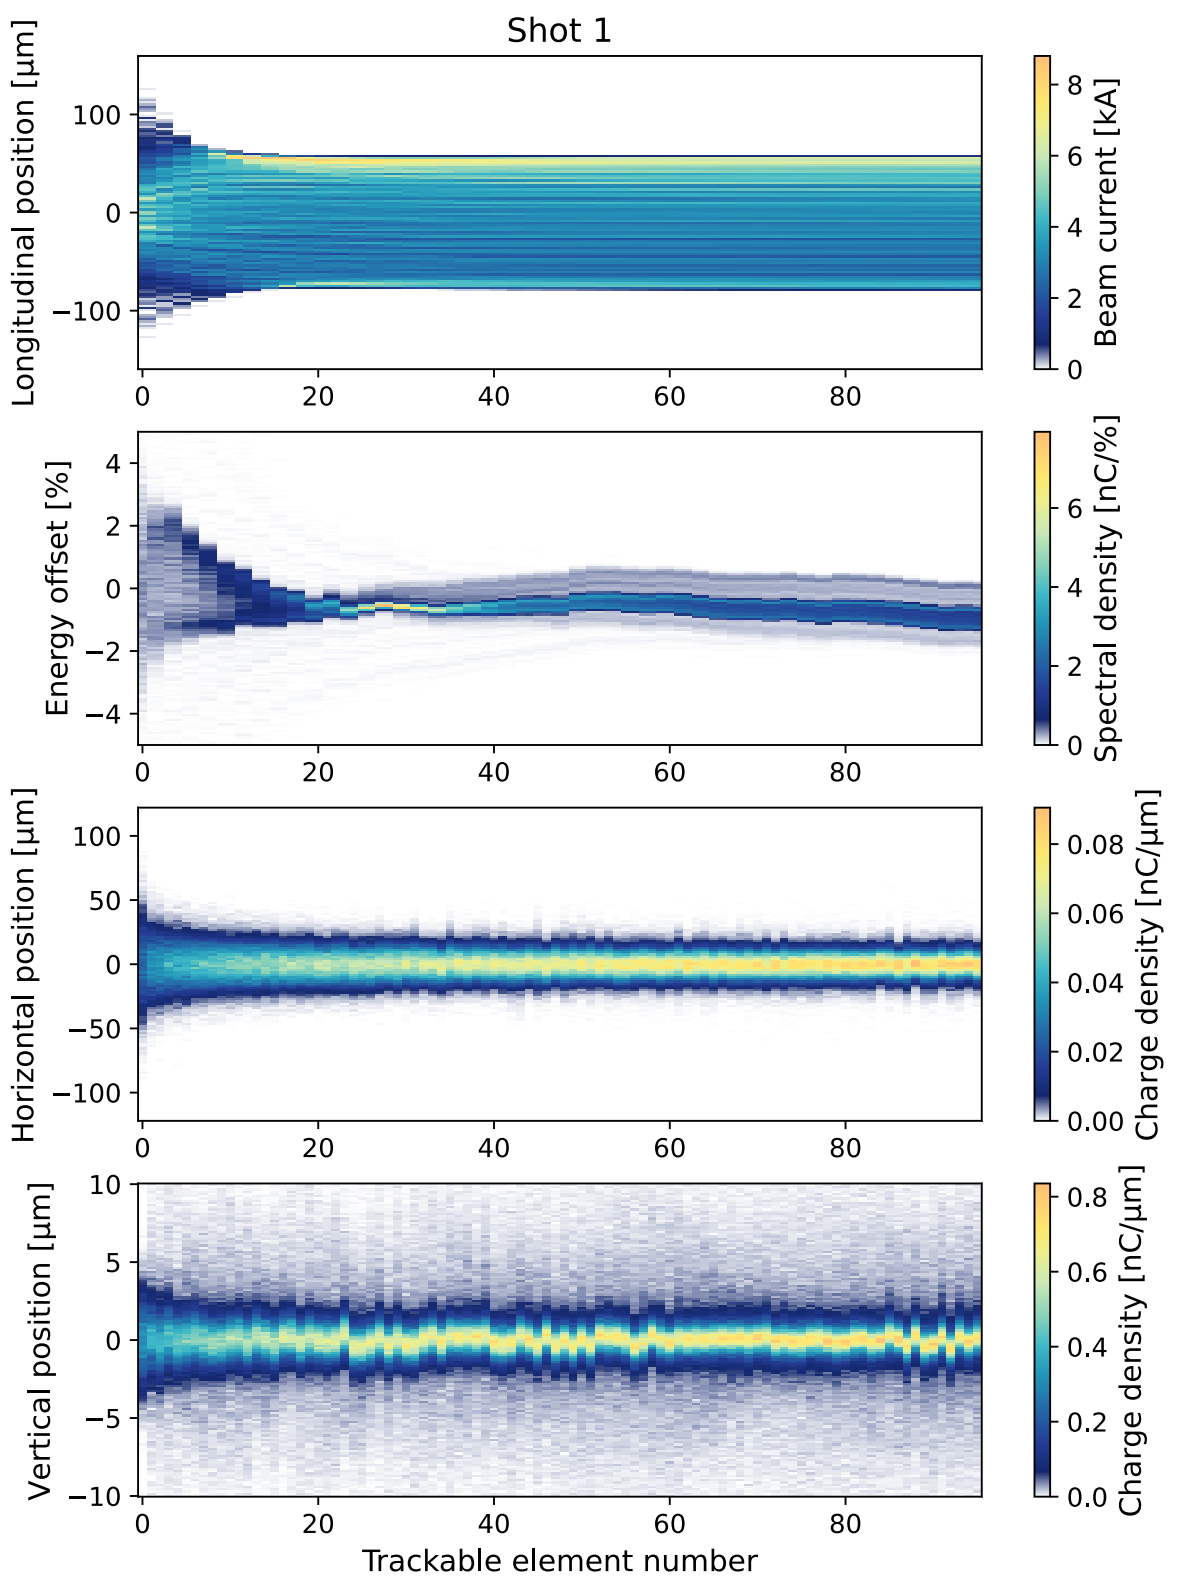 Shot 1
Longitudinal position [μm]
100
0
−100
0 20 40 60 80
8
6
4
2
0
Beam current [kA]
Energy offset [%]
4
2
0
−2
−4
0 20 40 60 80
6
4
2
0
Spectral density [nC/%]
Horizontal position [μm]
100
50
0
−50
−100
0 20 40 60 80
0.08
0.06
0.04
0.02
0.00
Charge density [nC/μm]
Vertical position [μm]
10
5
0
−5
−10
0 20 40 60 80
0.8
0.6
0.4
0.2
0.0
Charge density [nC/μm]
Trackable element number